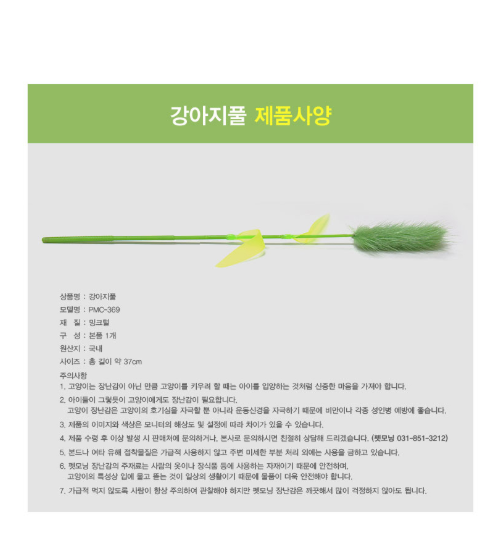 강아지풀 제품사양
상품명 : 강아지풀
모델명 : PMC-369
재 질 : 밍크털
구 성 : 본품 1개
원산지 : 국내
사이즈 : 총 길이 약 37cm
주의사항
1. 고양이는 장난감이 아닌 만큼 고양이를 키우려 할 때는 아이를 입양하는 것처럼 신중한 마음을 가져야 합니다.
2. 아이들이 그렇듯이 고양이에게도 장난감이 필요합니다.
고양이 장난감은 고양이의 호기심을 자극할 뿐 아니라 운동신경을 자극하기 때문에 비만이나 각종 성인병 예방에 좋습니다.
3. 제품의 이미지와 색상은 모니터의 해상도 및 설정에 따라 차이가 있을 수 있습니다.
4. 제품 수령 후 이상 발생 시 판매처에 문의하거나, 본사로 문의하시면 친절히 상담해 드리겠습니다. (펫모닝 031-851-3212)
5. 본드나 여타 유해 접착물질은 가급적 사용하지 않고 주변 미세한 부분 처리 외에는 사용을 금하고 있습니다.
6. 펫모닝 장난감의 주재료는 사람의 옷이나 장식품 등에 사용하는 자재이기 때문에 안전하며,
고양이의 특성상 입에 물고 뜯는 것이 일상의 생활이기 때문에 물품이 더욱 안전해야 합니다.
7. 가급적 먹지 않도록 사람이 항상 주의하여 관찰해야 하지만 펫모닝 장난감은 깨끗해서 많이 걱정하지 않아도 됩니다.